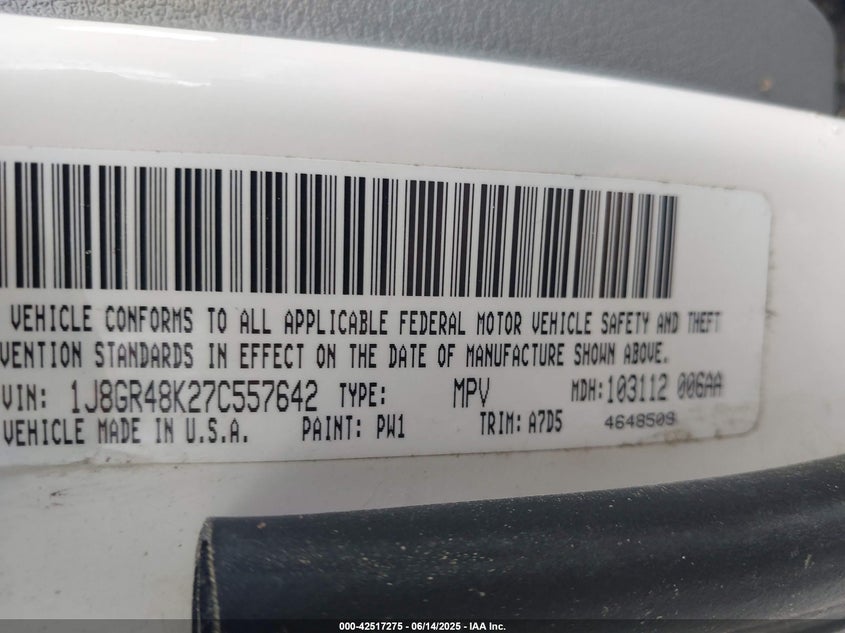 VEHICLE CONFORMS TO ALL APPLICABLE FEDERAL MOTOR VEHICLE SAFETY AND THEFT
VENTION STANDARDS IN EFFECT ON THE DATE OF MANUFACTURE SHOWN ABOVE.
VIN: 1J8GR48K27C557642 TYPE: MPV MDH:103112 006AA
VEHICLE MADE IN U.S.A. PAINT: PW1 TRIM: A7D5 4648509
000-42517275 - 06/14/2025 - IAA Inc.